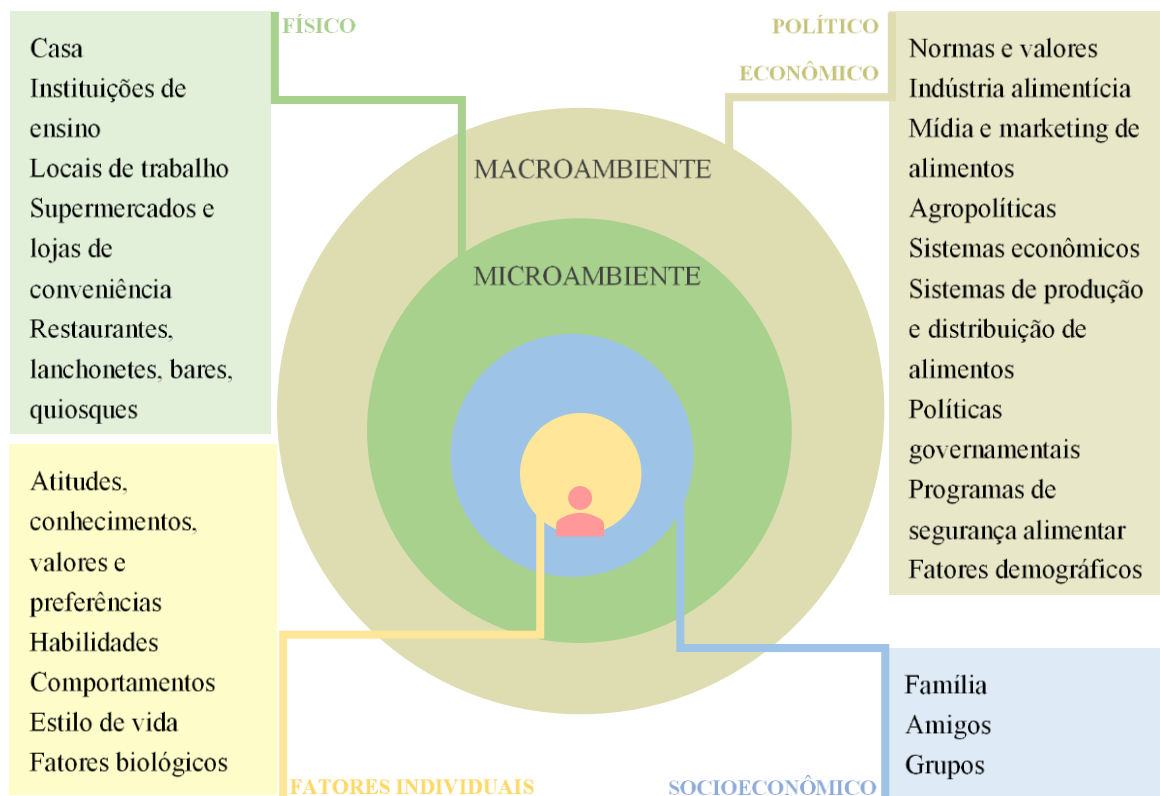 FÍSICO
Casa
Instituições de
ensino
Locais de trabalho
Supermercados e
lojas de
conveniência
Restaurantes,
lanchonetes, bares,
quiosques
POLÍTICO
ECONÔMICO
Normas e valores
Indústria alimentícia
Mídia e marketing de
alimentos
Agropolíticas
Sistemas econômicos
Sistemas de produção
e distribuição de
alimentos
Políticas
governamentais
Programas de
segurança alimentar
Fatores demográficos
MACROAMBIENTE
MICROAMBIENTE
Atitudes,
conhecimentos,
valores e
preferências
Habilidades
Comportamentos
Estilo de vida
Fatores biológicos
FATORES INDIVIDUAIS
SOCIOECONÔMICO
Família
Amigos
Grupos